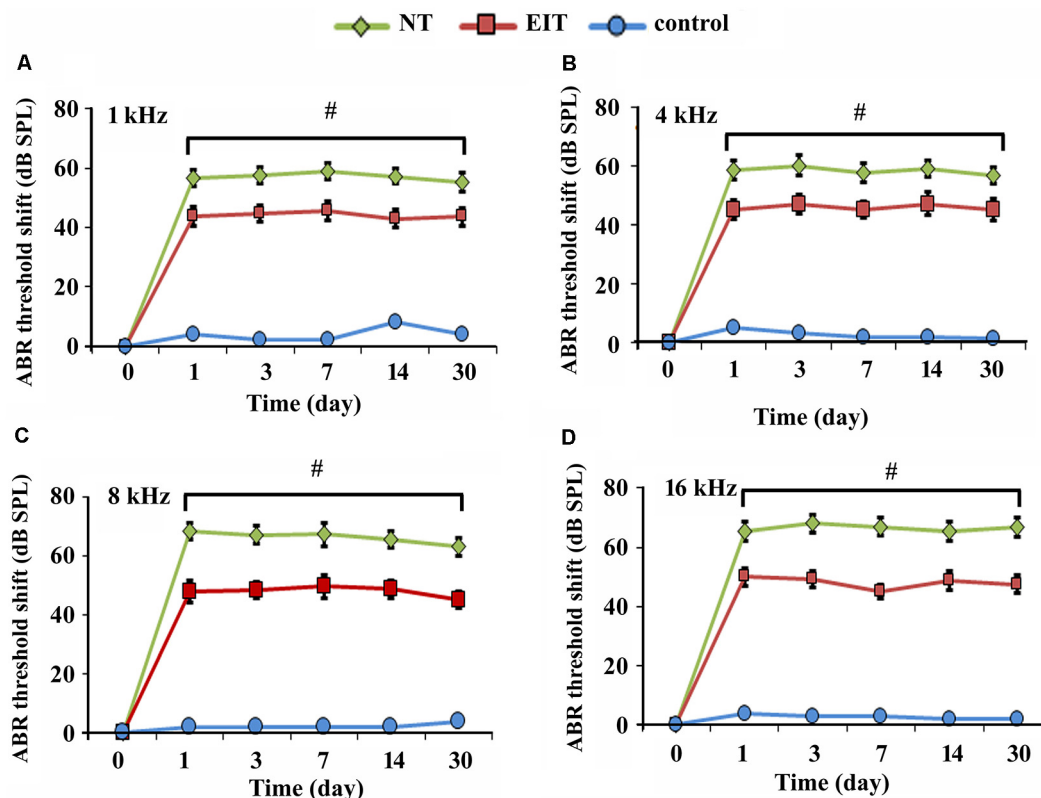 NT EIT control
A
1 kHz
#
ABR threshold shift (dB SPL)
80
60
40
20
0
0 1 3 7 14 30
Time (day)
B
4 kHz
#
ABR threshold shift (dB SPL)
80
60
40
20
0
0 1 3 7 14 30
Time (day)
C
8 kHz
#
ABR threshold shift (dB SPL)
80
60
40
20
0
0 1 3 7 14 30
Time (day)
D
16 kHz
#
ABR threshold shift (dB SPL)
80
60
40
20
0
0 1 3 7 14 30
Time (day)